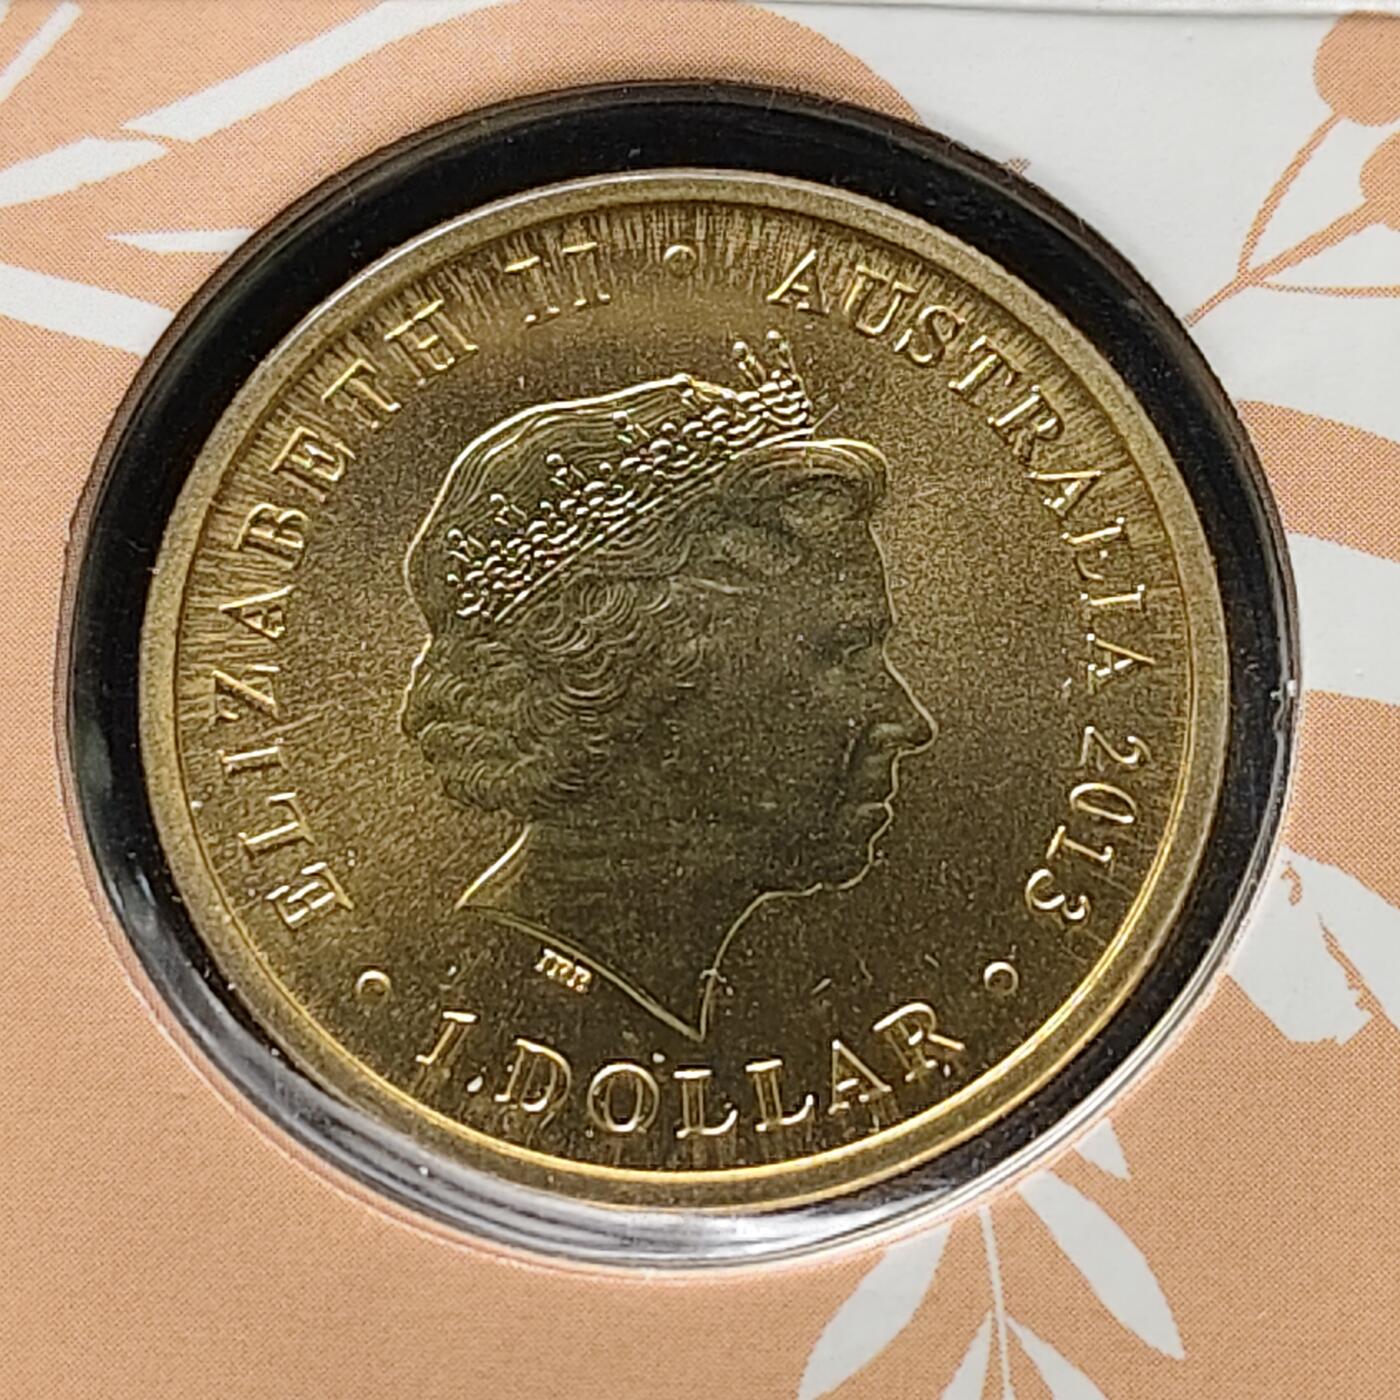 ELIZABETH II • AUSTRALIA 2013
• 1 DOLLAR •
IRB